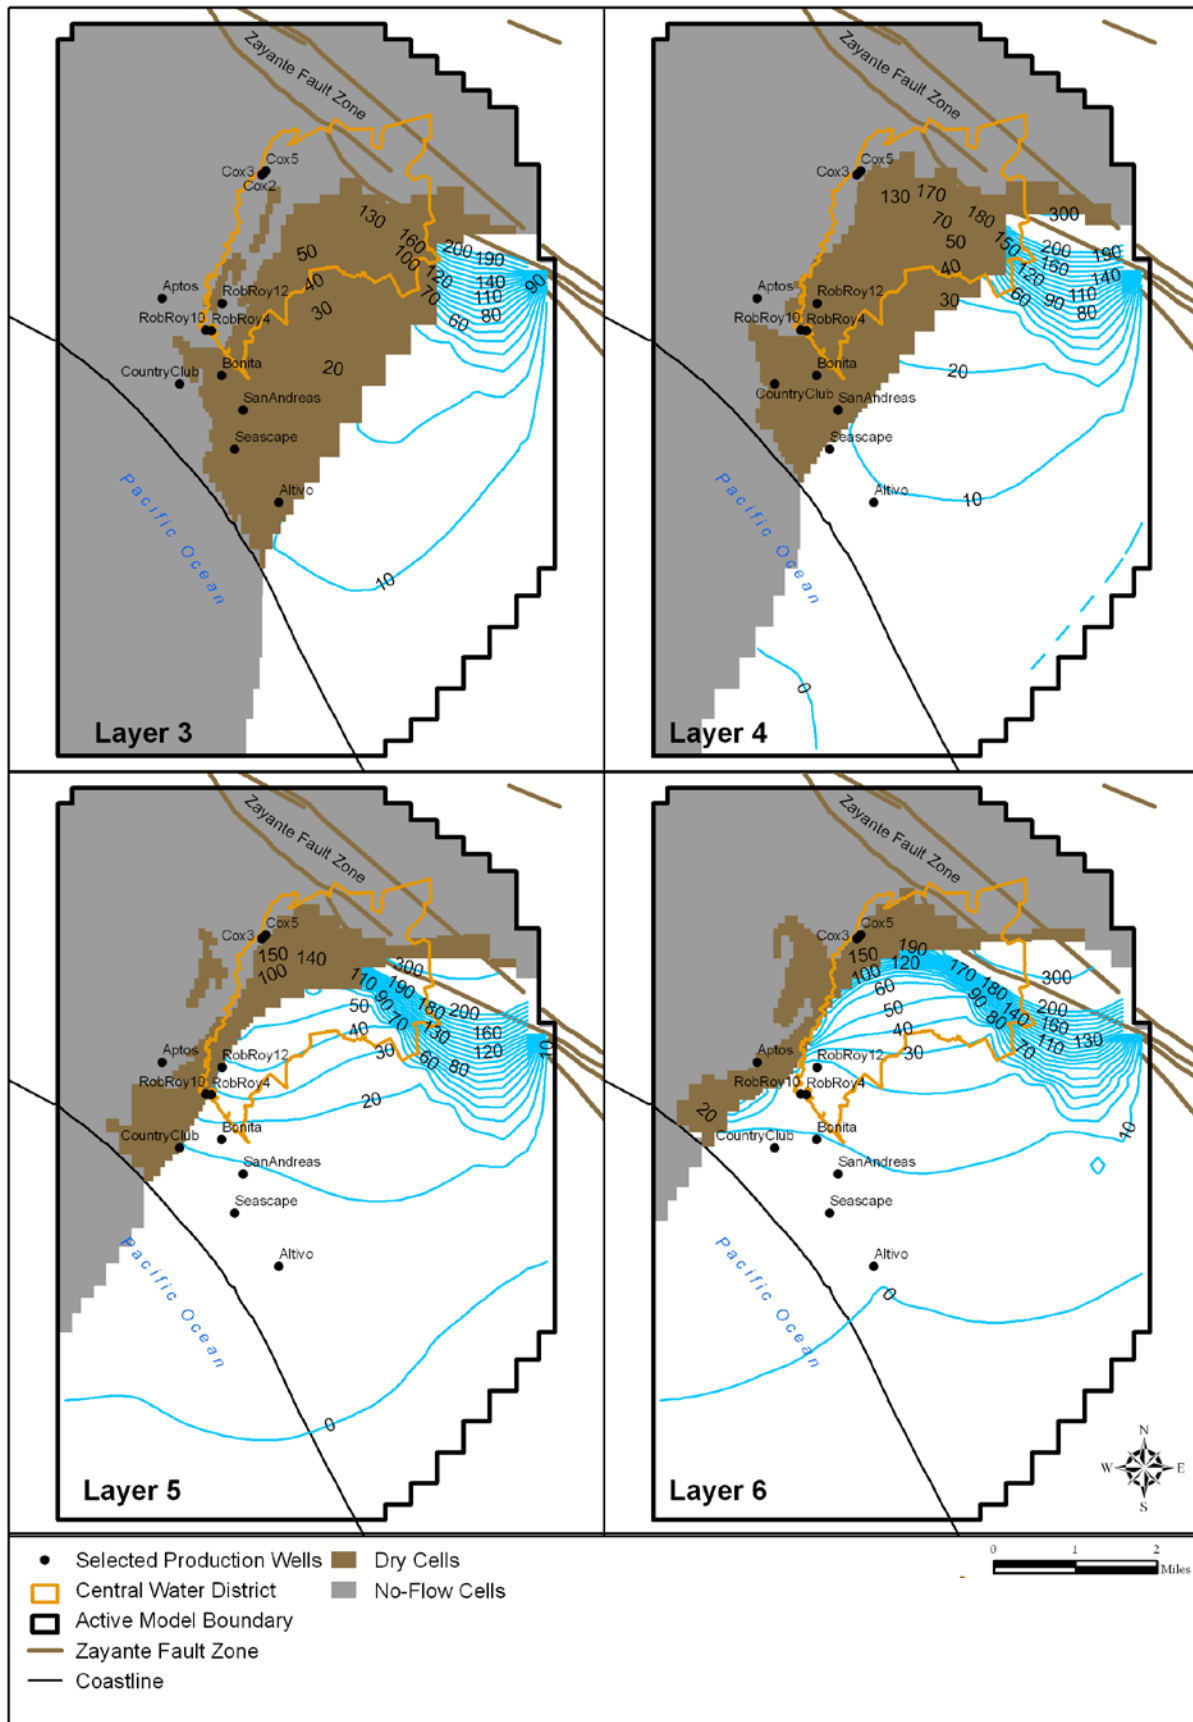 Zayante Fault Zone
Cox5
Cox3
Cox2
130
50
160
200
190
100
40
120
140
90
Aptos
RobRoy12
30
70
110
RobRoy10
RobRoy4
60
80
CountryClub
Bonita
20
SanAndreas
Seascape
Altivo
Pacific Ocean
10
Layer 3
Zayante Fault Zone
Cox5
Cox3
130
170
300
70
180
50
150
200
190
40
160
120
140
Aptos
RobRoy12
30
60
90
110
RobRoy10
RobRoy4
80
Bonita
20
CountryClub
SanAndreas
Seascape
Altivo
10
Pacific Ocean
0
Layer 4
Zayante Fault Zone
Cox5
Cox3
150
140
100
300
110
190
50
90
180
200
40
70
130
160
30
120
10
Aptos
RobRoy12
60
80
RobRoy10
RobRoy4
20
CountryClub
Bonita
SanAndreas
Seascape
Altivo
Pacific Ocean
0
Layer 5
Zayante Fault Zone
Cox5
Cox3
150
190
100
120
170
300
60
180
50
90
200
40
80
140
160
30
70
110
130
Aptos
RobRoy12
RobRoy10
RobRoy4
20
CountryClub
Bonita
10
SanAndreas
Seascape
Altivo
0
Pacific Ocean
Layer 6
N
W
E
S
Selected Production Wells
Dry Cells
Central Water District
No-Flow Cells
Active Model Boundary
Zayante Fault Zone
Coastline
0
1
2
Miles